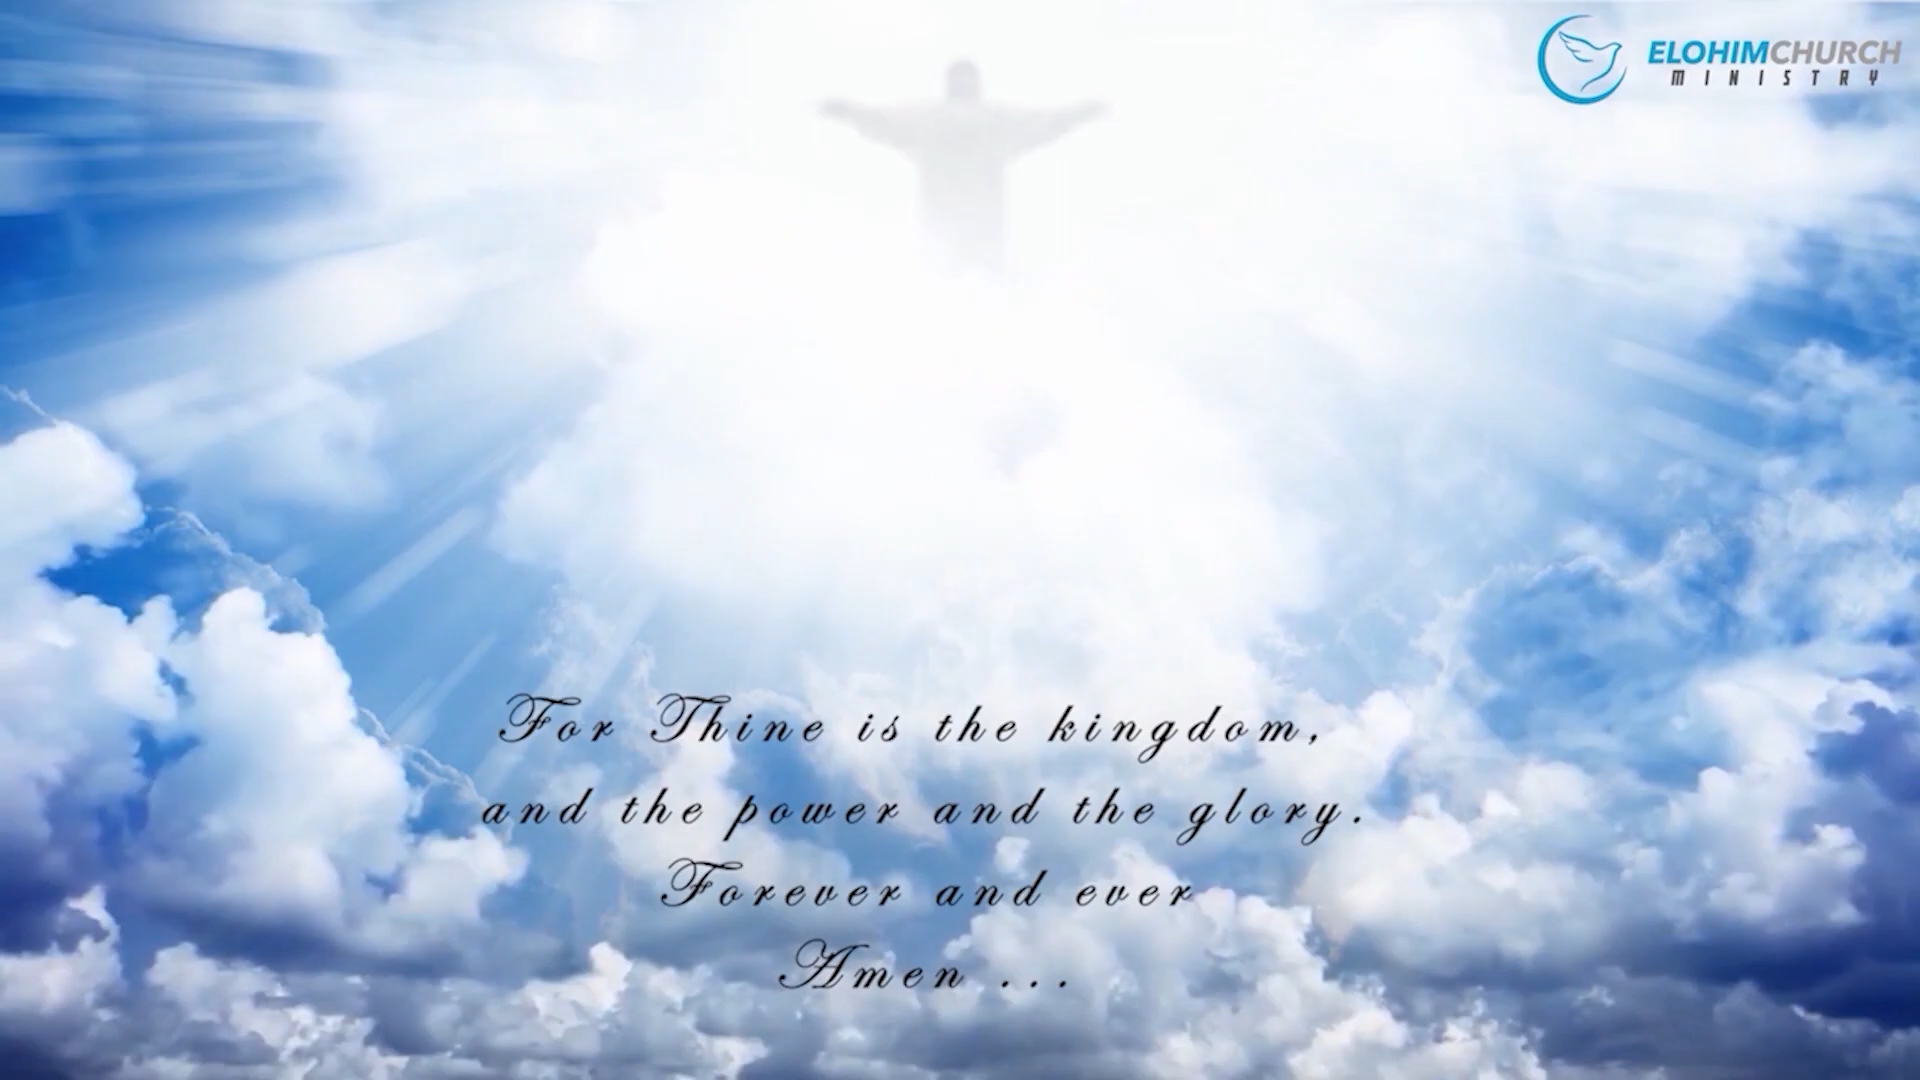 ELOHIMCHURCH
MINISTRY
For Thine is the kingdom,
and the power and the glory.
Forever and ever
Amen ...